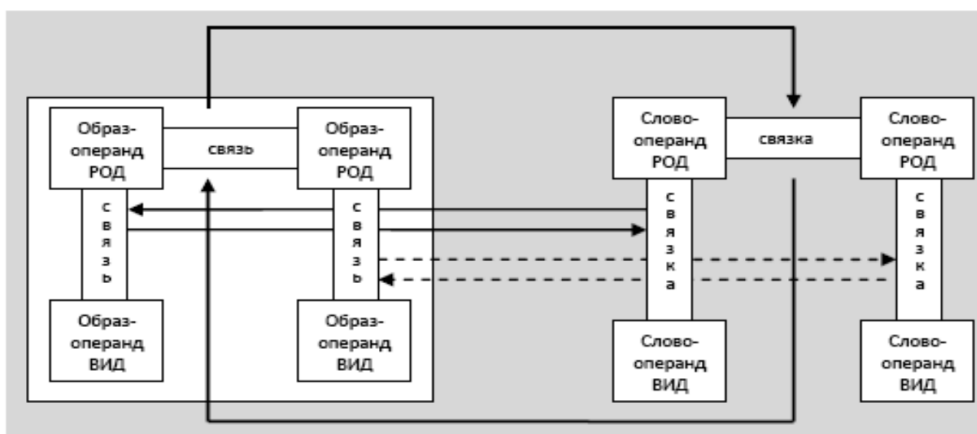 Образ-
операнд
РОД
связь
Образ-
операнд
РОД
Слово-
операнд
РОД
связка
Слово-
операнд
РОД
с
в
я
з
ь
с
в
я
з
ь
с
в
я
з
к
а
с
в
я
з
к
а
Образ-
операнд
ВИД
Образ-
операнд
ВИД
Слово-
операнд
ВИД
Слово-
операнд
ВИД